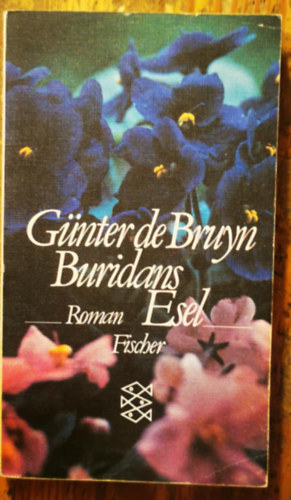 Günter de Bruyn
Buridans
Roman Esel
Fischer